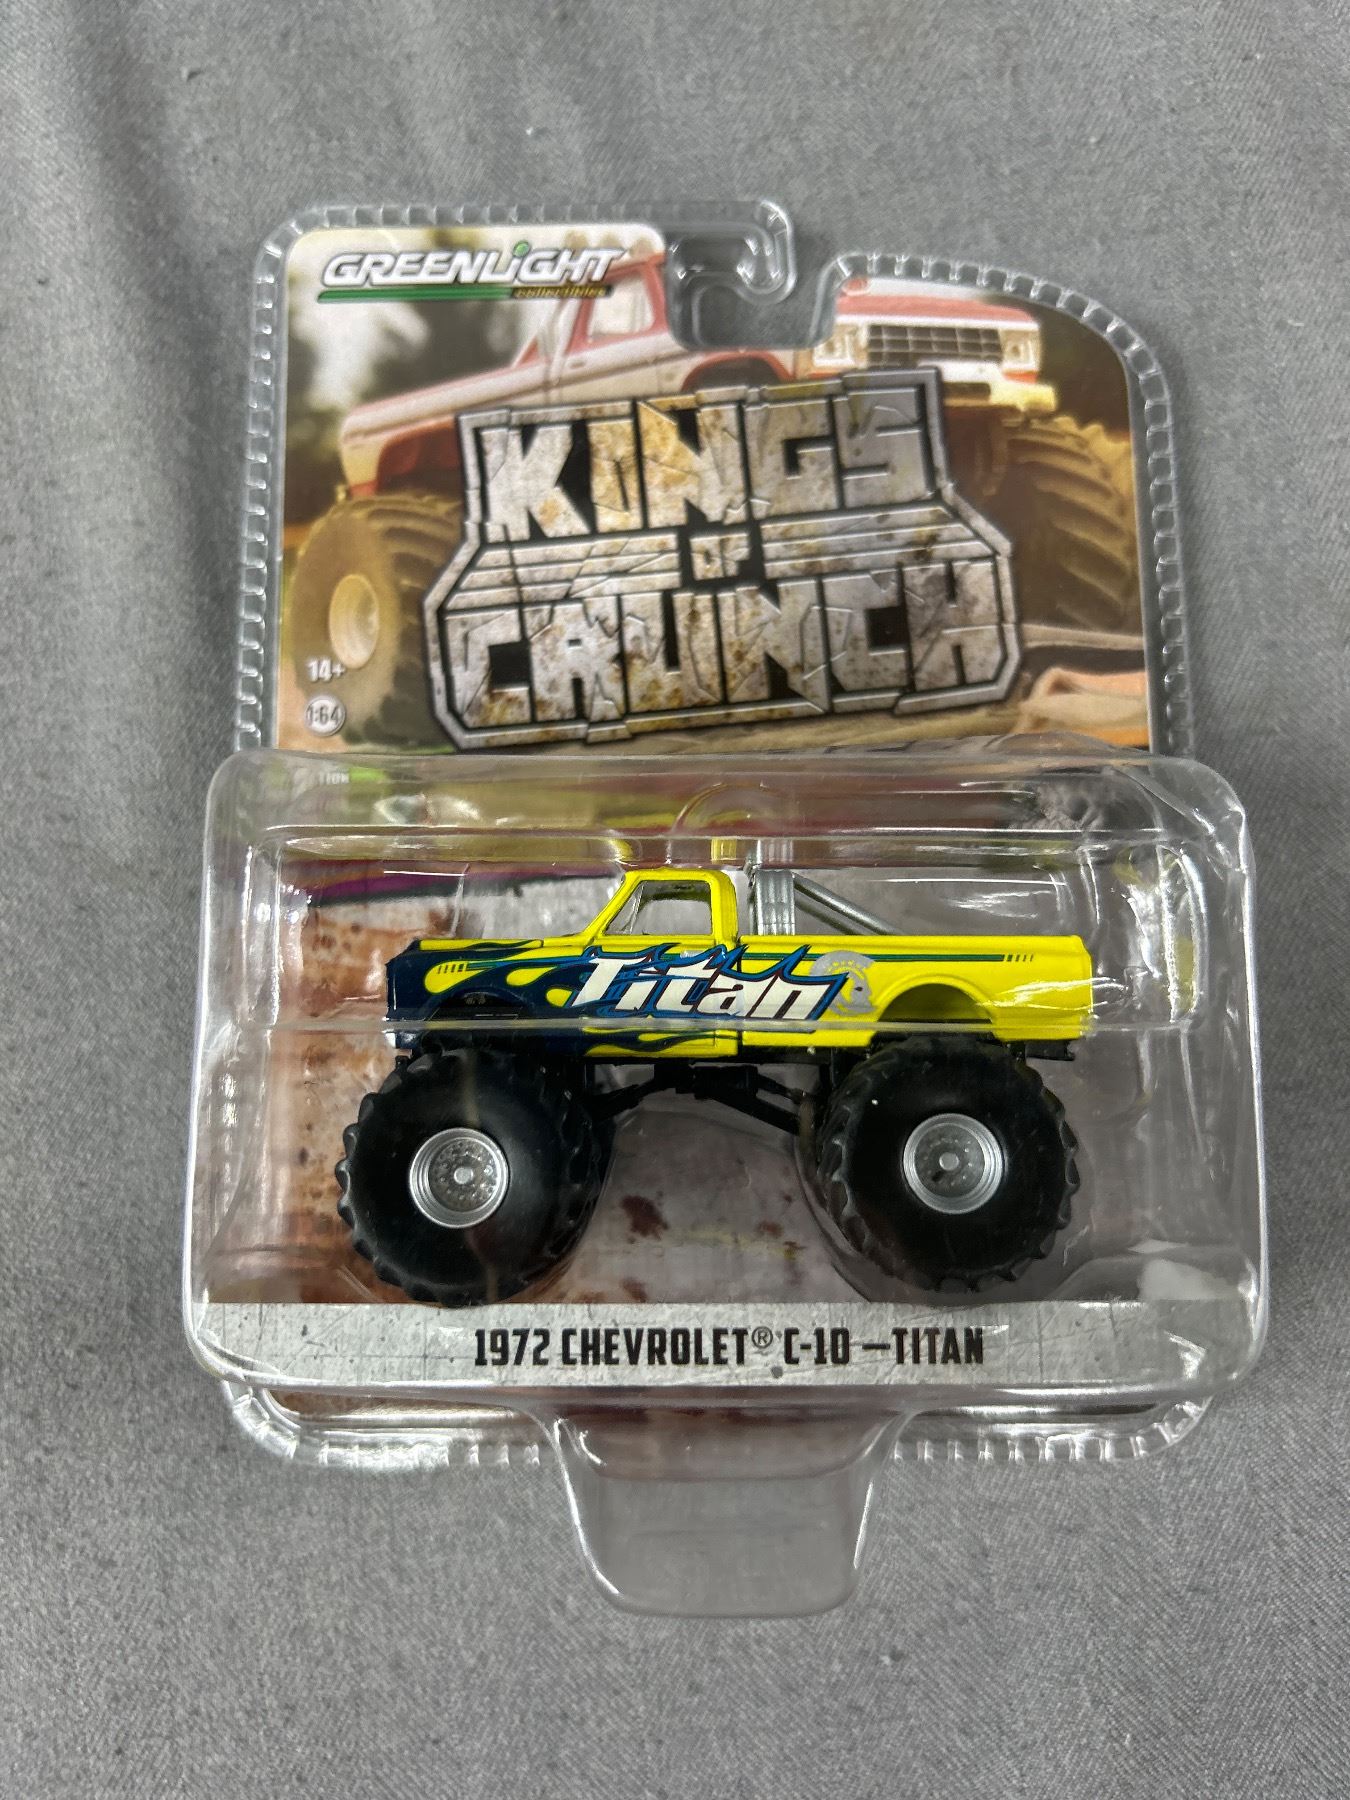 GREENLIGHT
collectibles
KINGS
OF
CRUNCH
14+
1:64
Titan
1972 CHEVROLET® C-10 – TITAN